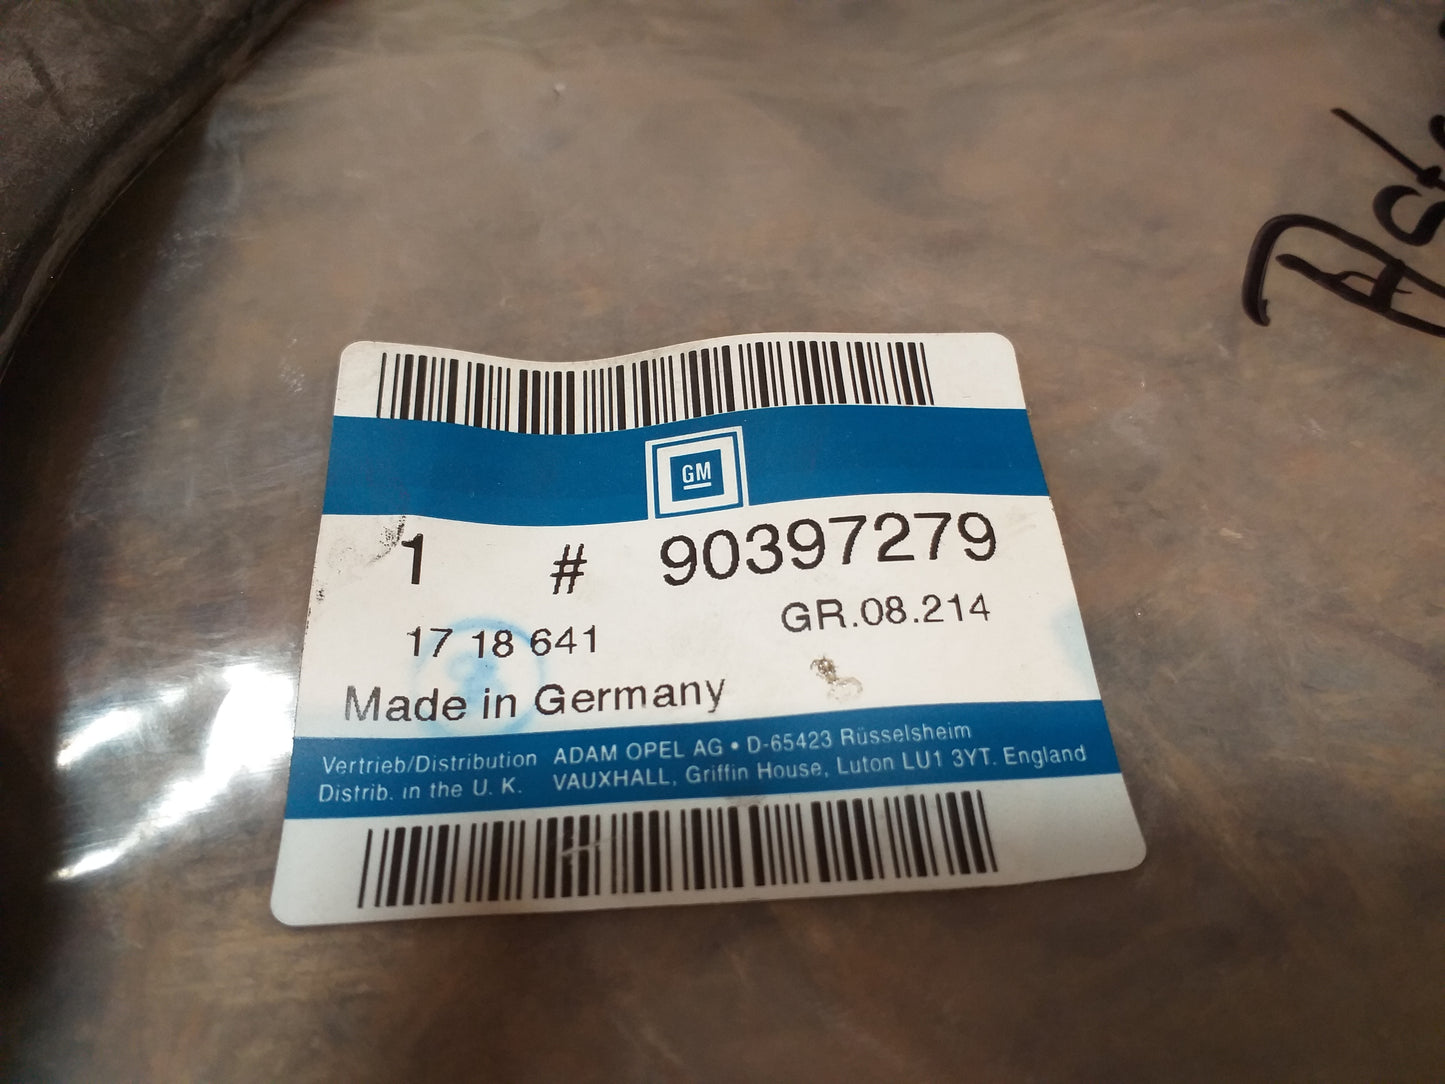 GM
1 # 90397279
GR.08.214
17 18 641
Made in Germany
Vertrieb/Distribution ADAM OPEL AG • D-65423 Rüsselsheim
Distrib. in the U. K. VAUXHALL, Griffin House, Luton LU1 3YT. England